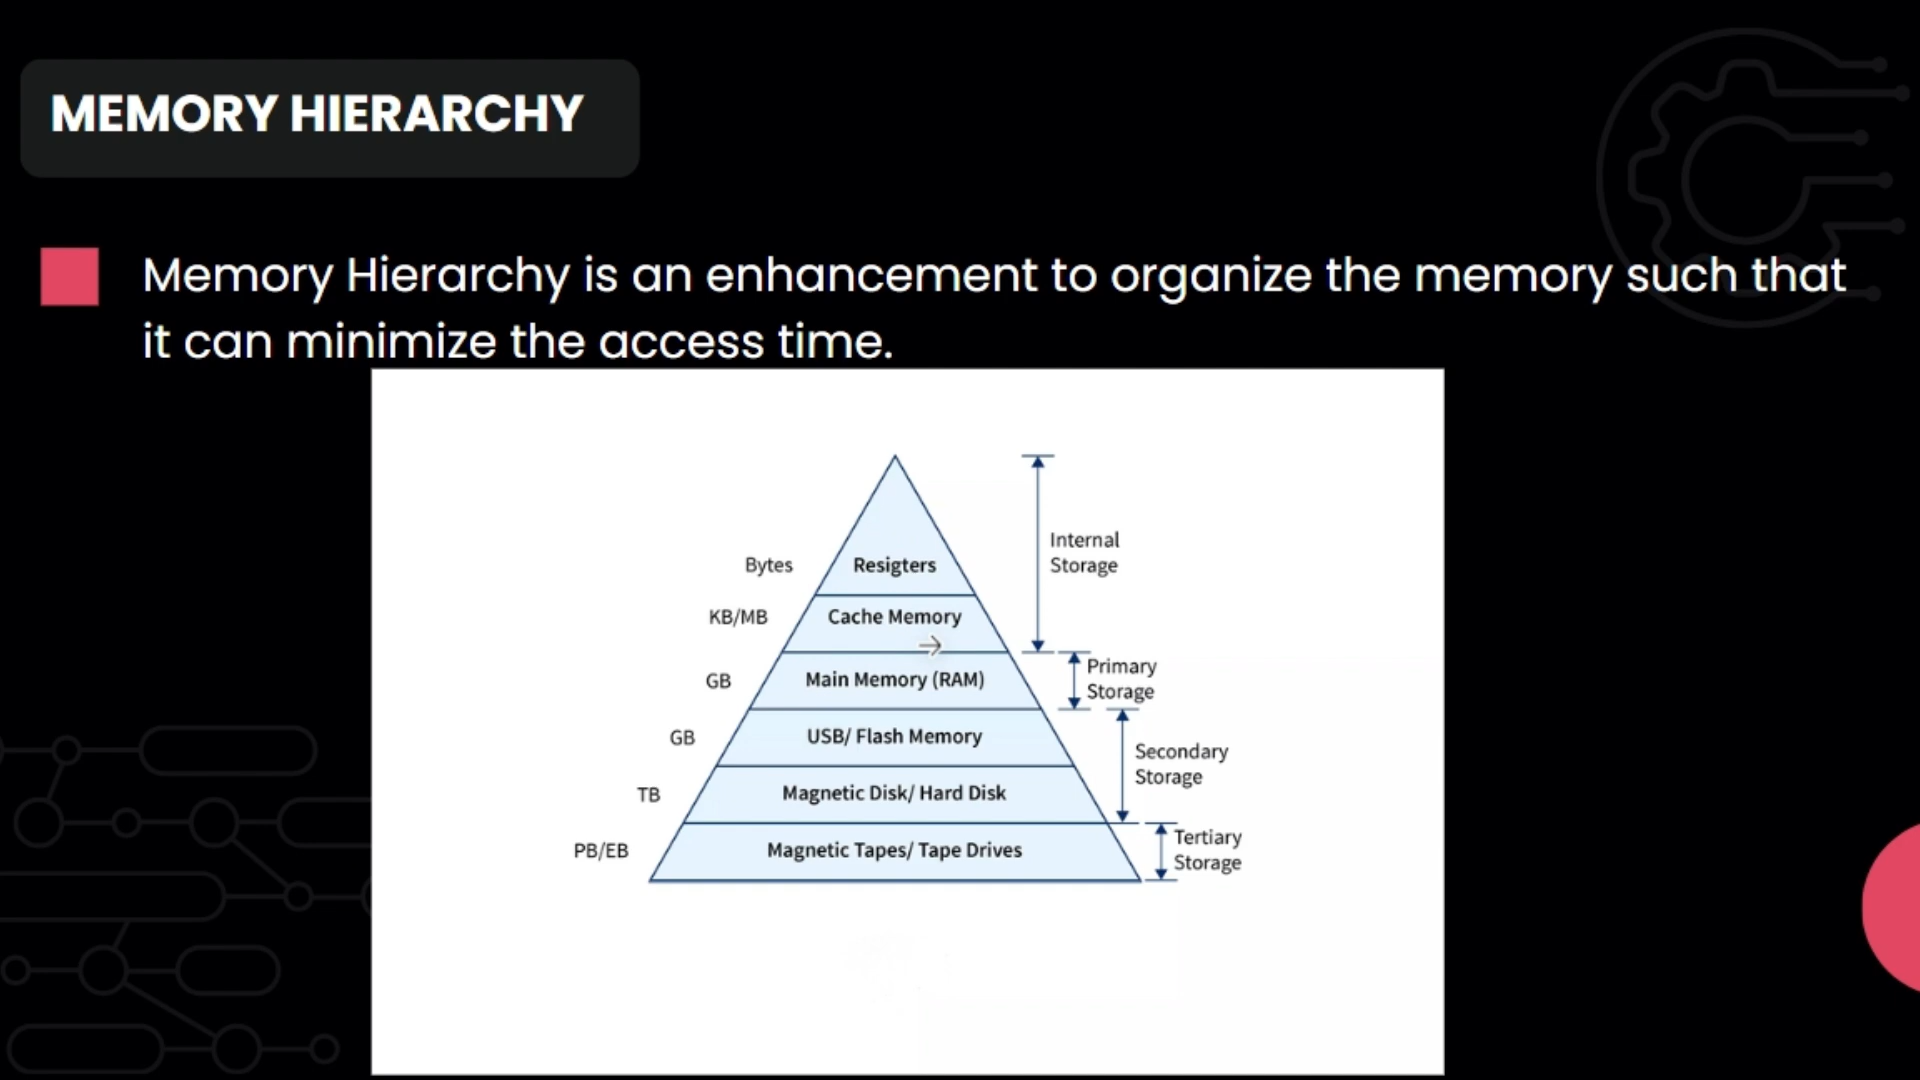 MEMORY HIERARCHY
Memory Hierarchy is an enhancement to organize the memory such that
it can minimize the access time.
Bytes
Resigters
Internal
Storage
KB/MB
Cache Memory
GB
Main Memory (RAM)
Primary
Storage
GB
USB/ Flash Memory
Secondary
Storage
TB
Magnetic Disk/ Hard Disk
PB/EB
Magnetic Tapes/ Tape Drives
Tertiary
Storage